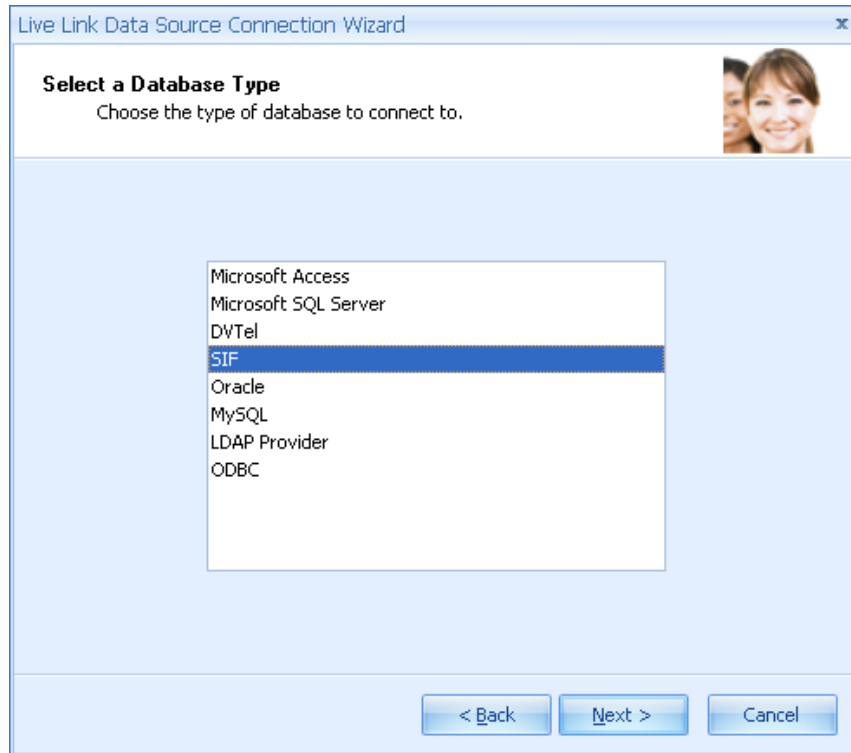 Live Link Data Source Connection Wizard
x
Select a Database Type
Choose the type of database to connect to.
Microsoft Access
Microsoft SQL Server
DVTel
SIF
Oracle
MySQL
LDAP Provider
ODBC
< Back
Next >
Cancel